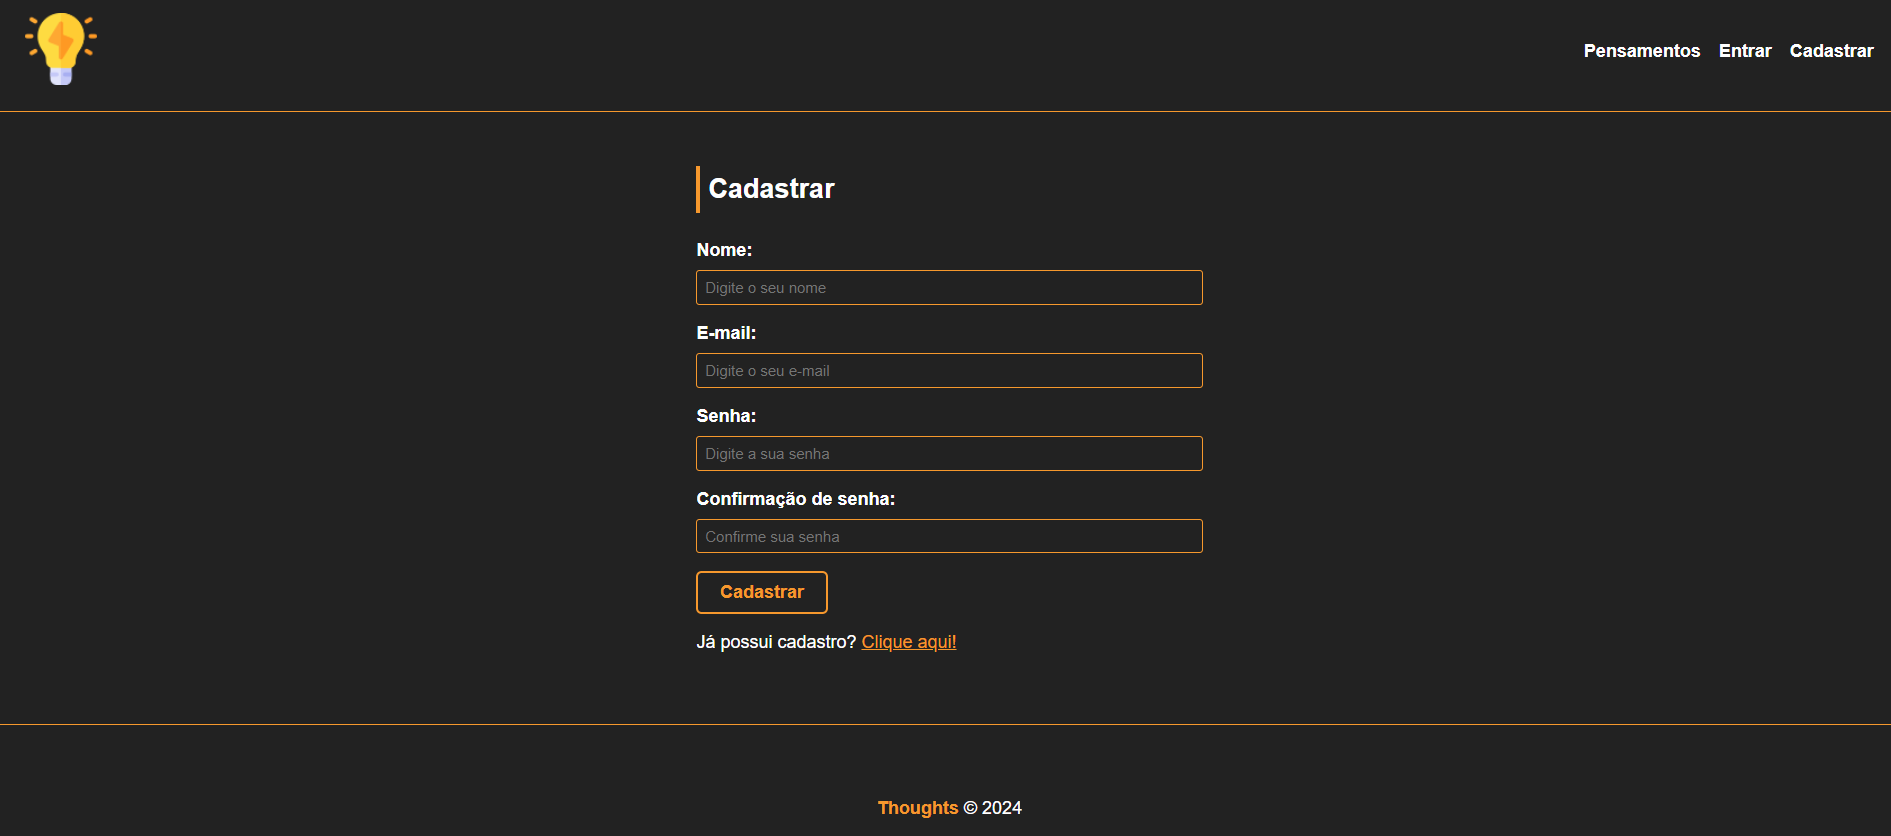 Pensamentos Entrar Cadastrar
Cadastrar
Nome:
Digite o seu nome
E-mail:
Digite o seu e-mail
Senha:
Digite a sua senha
Confirmação de senha:
Confirme sua senha
Cadastrar
Já possui cadastro? Clique aqui!
Thoughts © 2024